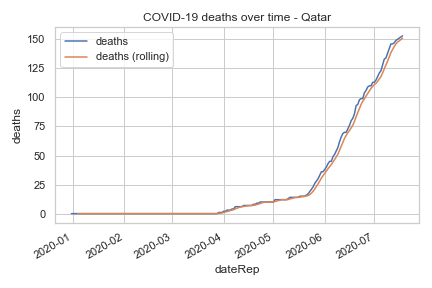 COVID-19 deaths over time - Qatar
deaths
deaths (rolling)
150
125
100
75
50
25
0
deaths
2020-01
2020-02
2020-03
2020-04
2020-05
2020-06
2020-07
dateRep